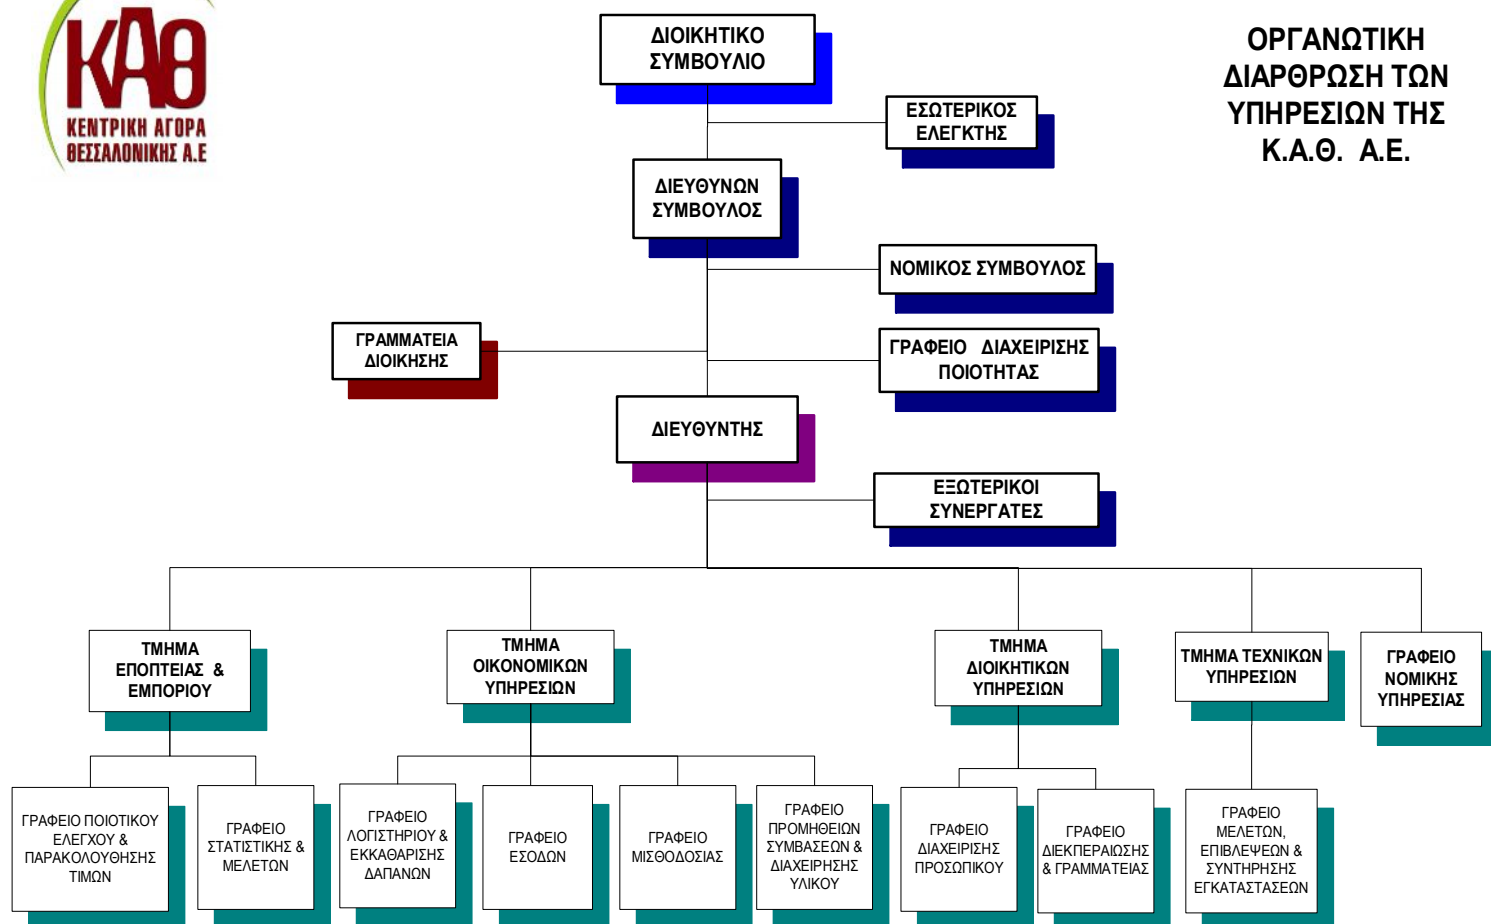 ΚΑΘ
ΚΕΝΤΡΙΚΗ ΑΓΟΡΑ
ΘΕΣΣΑΛΟΝΙΚΗΣ Α.Ε
ΟΡΓΑΝΩΤΙΚΗ
ΔΙΑΡΘΡΩΣΗ ΤΩΝ
ΥΠΗΡΕΣΙΩΝ ΤΗΣ
Κ.Α.Θ. Α.Ε.
ΔΙΟΙΚΗΤΙΚΟ
ΣΥΜΒΟΥΛΙΟ
ΕΣΩΤΕΡΙΚΟΣ
ΕΛΕΓΚΤΗΣ
ΔΙΕΥΘΥΝΩΝ
ΣΥΜΒΟΥΛΟΣ
ΝΟΜΙΚΟΣ ΣΥΜΒΟΥΛΟΣ
ΓΡΑΜΜΑΤΕΙΑ
ΔΙΟΙΚΗΣΗΣ
ΓΡΑΦΕΙΟ ΔΙΑΧΕΙΡΙΣΗΣ
ΠΟΙΟΤΗΤΑΣ
ΔΙΕΥΘΥΝΤΗΣ
ΕΞΩΤΕΡΙΚΟΙ
ΣΥΝΕΡΓΑΤΕΣ
ΤΜΗΜΑ
ΕΠΟΠΤΕΙΑΣ &
ΕΜΠΟΡΙΟΥ
ΤΜΗΜΑ
ΟΙΚΟΝΟΜΙΚΩΝ
ΥΠΗΡΕΣΙΩΝ
ΤΜΗΜΑ
ΔΙΟΙΚΗΤΙΚΩΝ
ΥΠΗΡΕΣΙΩΝ
ΤΜΗΜΑ ΤΕΧΝΙΚΩΝ
ΥΠΗΡΕΣΙΩΝ
ΓΡΑΦΕΙΟ
ΝΟΜΙΚΗΣ
ΥΠΗΡΕΣΙΑΣ
ΓΡΑΦΕΙΟ ΠΟΙΟΤΙΚΟΥ
ΕΛΕΓΧΟΥ &
ΠΑΡΑΚΟΛΟΥΘΗΣΗΣ
ΤΙΜΩΝ
ΓΡΑΦΕΙΟ
ΣΤΑΤΙΣΤΙΚΗΣ &
ΜΕΛΕΤΩΝ
ΓΡΑΦΕΙΟ
ΛΟΓΙΣΤΗΡΙΟΥ &
ΕΚΚΑΘΑΡΙΣΗΣ
ΔΑΠΑΝΩΝ
ΓΡΑΦΕΙΟ
ΕΣΟΔΩΝ
ΓΡΑΦΕΙΟ
ΜΙΣΘΟΔΟΣΙΑΣ
ΓΡΑΦΕΙΟ
ΠΡΟΜΗΘΕΙΩΝ
ΣΥΜΒΑΣΕΩΝ &
ΔΙΑΧΕΙΡΗΣΗΣ
ΥΛΙΚΟΥ
ΓΡΑΦΕΙΟ
ΔΙΑΧΕΙΡΙΣΗΣ
ΠΡΟΣΩΠΙΚΟΥ
ΓΡΑΦΕΙΟ
ΔΙΕΚΠΕΡΑΙΩΣΗΣ
& ΓΡΑΜΜΑΤΕΙΑΣ
ΓΡΑΦΕΙΟ
ΜΕΛΕΤΩΝ,
ΕΠΙΒΛΕΨΕΩΝ &
ΣΥΝΤΗΡΗΣΗΣ
ΕΓΚΑΤΑΣΤΑΣΕΩΝ